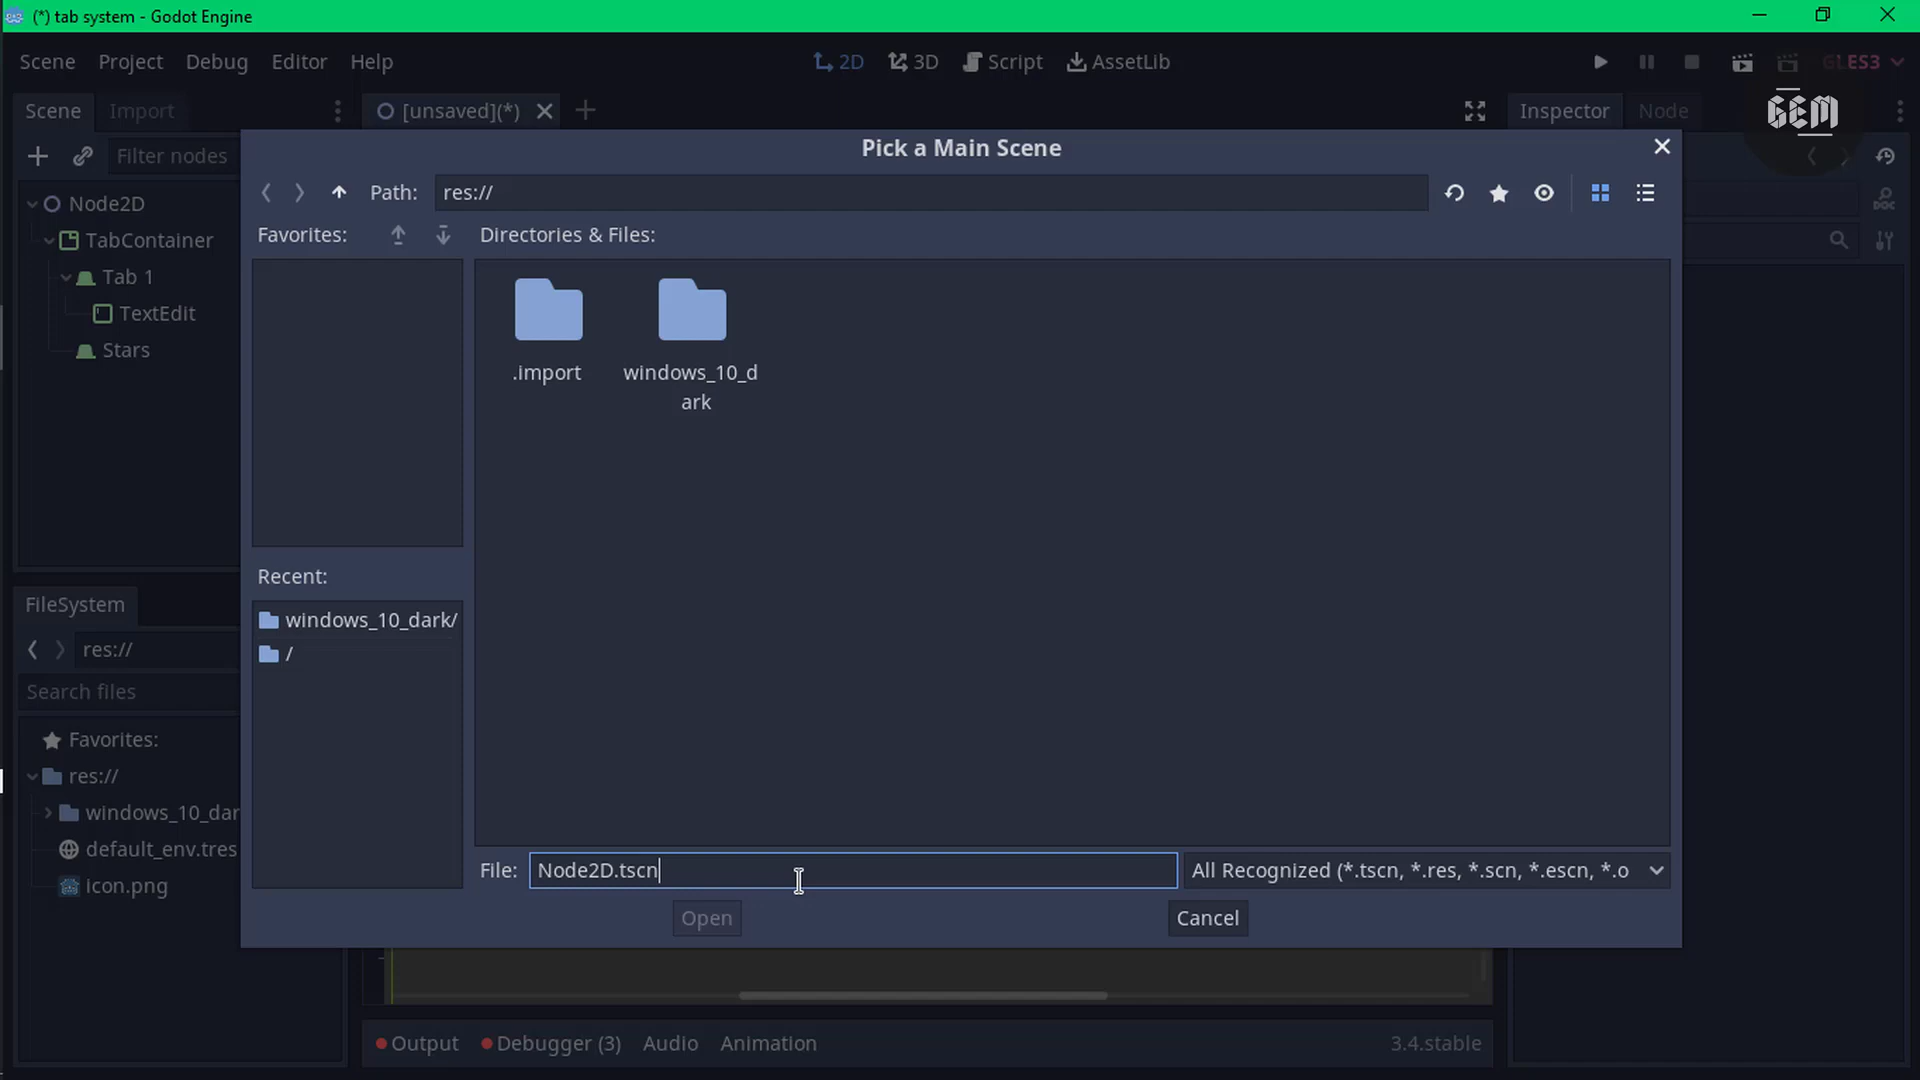 (*) tab system - Godot Engine
Scene Project Debug Editor Help
2D 3D Script AssetLib
GLES3
Scene Import
[unsaved](*)
Inspector Node
GEM
Filter nodes
Node2D
TabContainer
Tab 1
TextEdit
Stars
Pick a Main Scene
Path: res://
Favorites:
Directories & Files:
.import
windows_10_d
ark
Recent:
windows_10_dark/
/
File: Node2D.tscn
All Recognized (*.tscn, *.res, *.scn, *.escn, *.o
Open
Cancel
DOC
FileSystem
res://
Search files
Favorites:
res://
windows_10_dar
default_env.tres
icon.png
Output Debugger (3) Audio Animation
3.4.stable